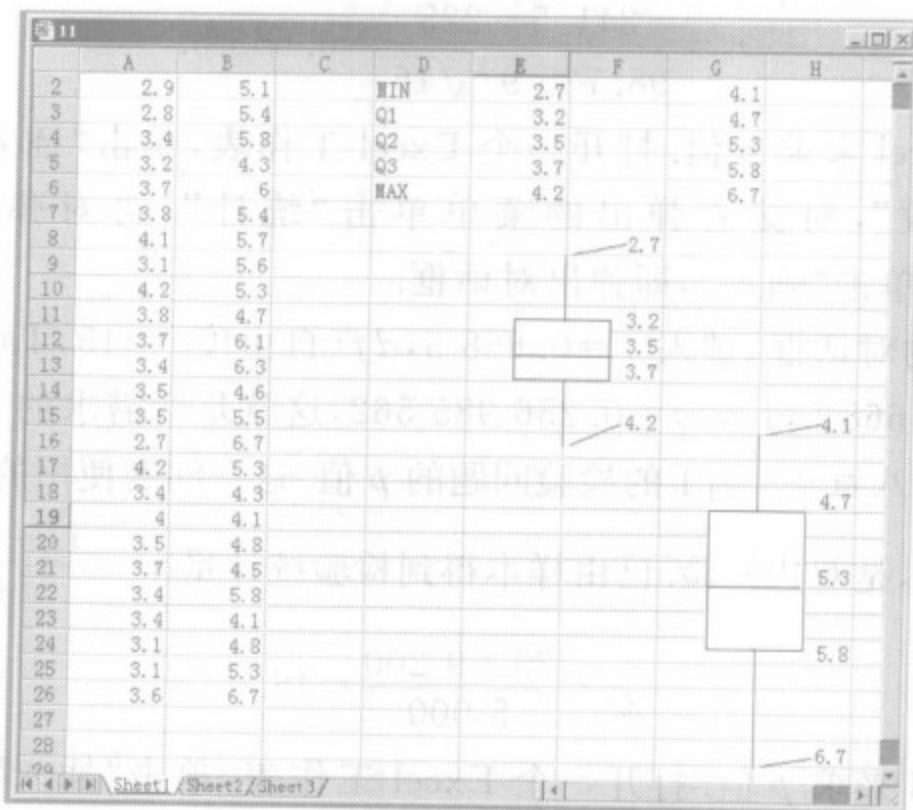 11
A B C D E F G H
2 2.9 5.1 MIN 2.7 4.1
3 2.8 5.4 Q1 3.2 4.7
4 3.4 5.8 Q2 3.5 5.3
5 3.2 4.3 Q3 3.7 5.8
6 3.7 6 MAX 4.2 6.7
7 3.8 5.4
8 4.1 5.7 2.7
9 3.1 5.6
10 4.2 5.3
11 3.8 4.7 3.2
12 3.7 6.1 3.5
13 3.4 6.3 3.7
14 3.5 4.6
15 3.5 5.5 4.2 4.1
16 2.7 6.7
17 4.2 5.3
18 3.4 4.3 4.7
19 4 4.1
20 3.5 4.8
21 3.7 4.5 5.3
22 3.4 5.8
23 3.4 4.1
24 3.1 4.8 5.8
25 3.1 5.3
26 3.6 6.7
27
28 6.7
29
Sheet1 Sheet2 Sheet3